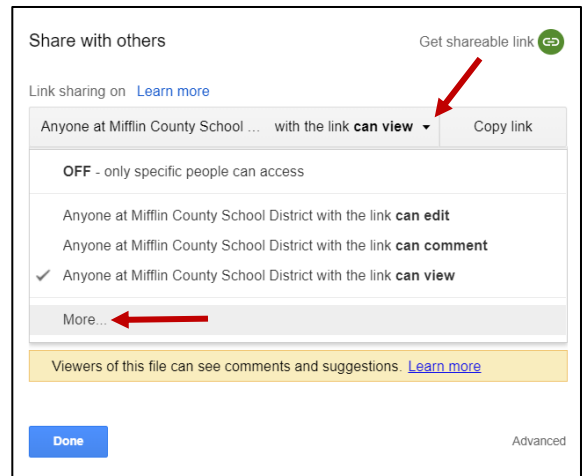 Share with others
Get shareable link
Link sharing on Learn more
Anyone at Mifflin County School ... with the link can view
Copy link
OFF - only specific people can access
Anyone at Mifflin County School District with the link can edit
Anyone at Mifflin County School District with the link can comment
Anyone at Mifflin County School District with the link can view
More...
Viewers of this file can see comments and suggestions. Learn more
Done
Advanced